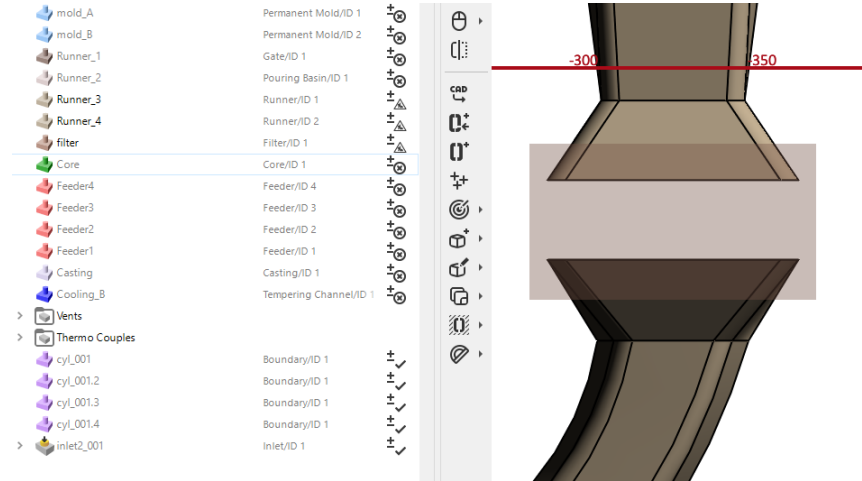 mold_A Permanent Mold/ID 1
mold_B Permanent Mold/ID 2
Runner_1 Gate/ID 1
Runner_2 Pouring Basin/ID 1
Runner_3 Runner/ID 1
Runner_4 Runner/ID 2
filter Filter/ID 1
Core Core/ID 1
Feeder4 Feeder/ID 4
Feeder3 Feeder/ID 3
Feeder2 Feeder/ID 2
Feeder1 Feeder/ID 1
Casting Casting/ID 1
Cooling_B Tempering Channel/ID 1
Vents
Thermo Couples
cyl_001 Boundary/ID 1
cyl_001.2 Boundary/ID 1
cyl_001.3 Boundary/ID 1
cyl_001.4 Boundary/ID 1
inlet2_001 Inlet/ID 1
CAD
-300 -350